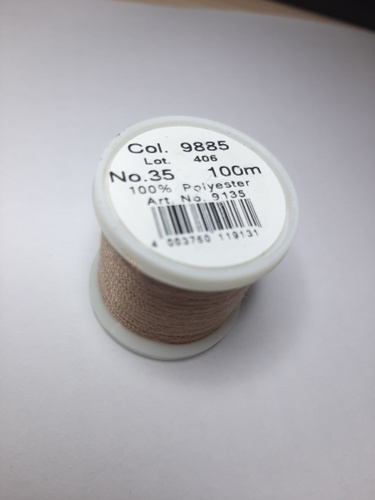 Col. 9885
Lot. 406
No.35 100m
100% Polyester
Art. No. 9135
4 003760 119131